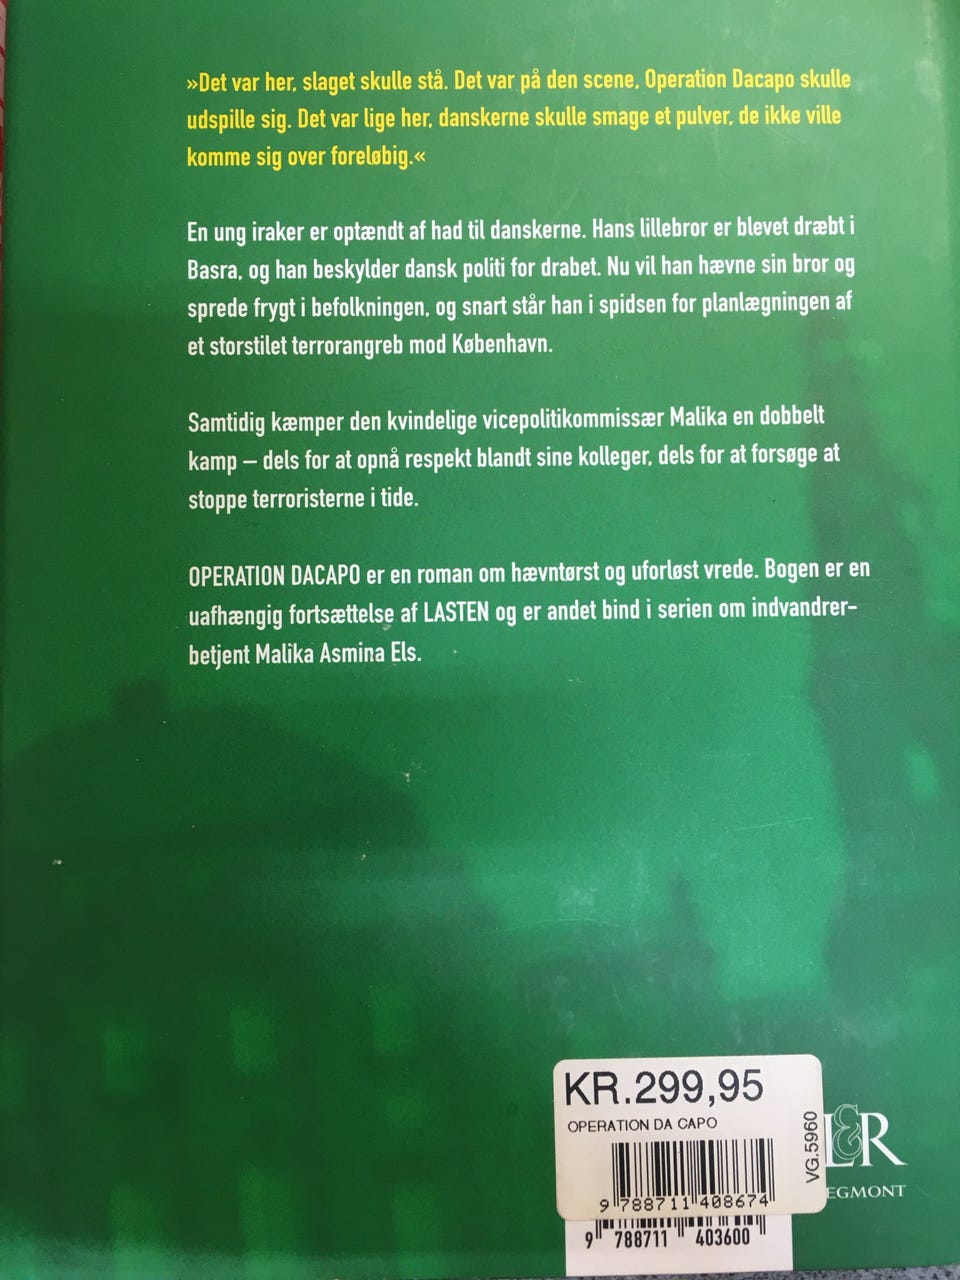 »Det var her, slaget skulle stå. Det var på den scene, Operation Dacapo skulle
udspille sig. Det var lige her, danskerne skulle smage et pulver, de ikke ville
komme sig over foreløbig.«
En ung iraker er optændt af had til danskerne. Hans lillebror er blevet dræbt i
Basra, og han beskylder dansk politi for drabet. Nu vil han hævne sin bror og
sprede frygt i befolkningen, og snart står han i spidsen for planlægningen af
et storstilet terrorangreb mod København.
Samtidig kæmper den kvindelige vicepolitikommissær Malika en dobbelt
kamp – dels for at opnå respekt blandt sine kolleger, dels for at forsøge at
stoppe terroristerne i tide.
OPERATION DACAPO er en roman om hævntørst og uforløst vrede. Bogen er en
uafhængig fortsættelse af LASTEN og er andet bind i serien om indvandrer-
betjent Malika Asmina Els.
KR.299,95
OPERATION DA CAPO
VG.5960
9 788711 408674
L&R
EGMONT
9 788711 403600